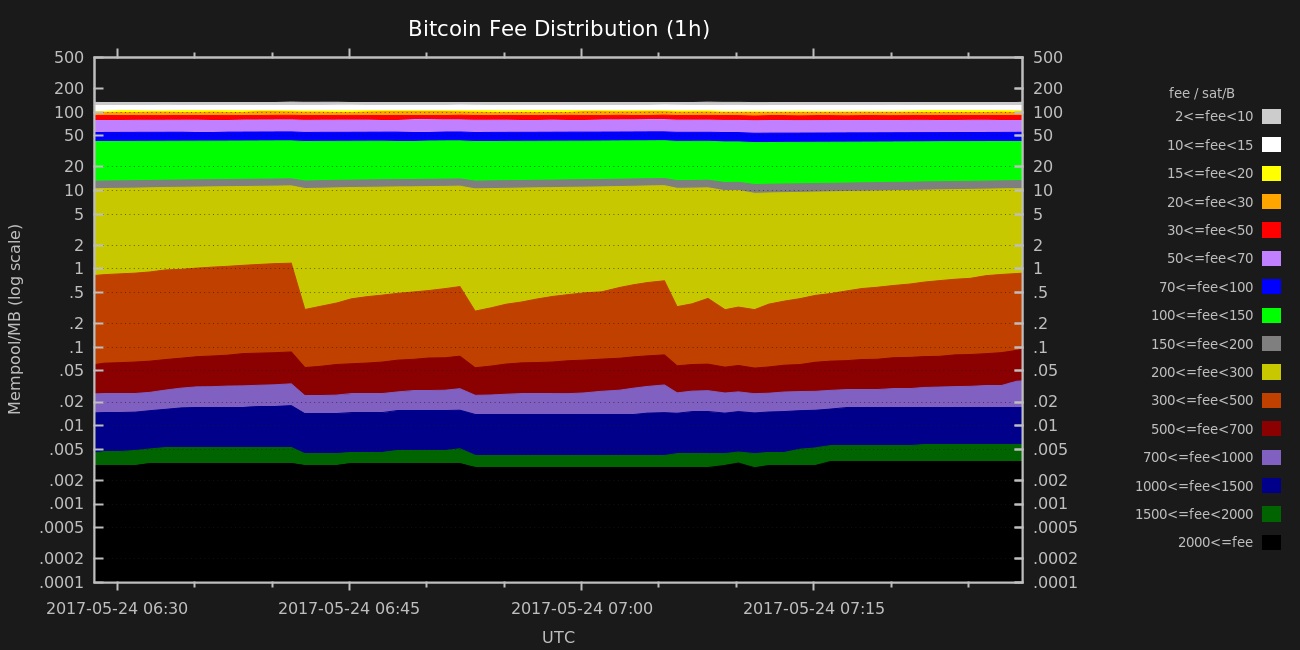 Bitcoin Fee Distribution (1h)
Mempool/MB (log scale)
500
200
100
50
20
10
5
2
1
.5
.2
.1
.05
.02
.01
.005
.002
.001
.0005
.0002
.0001
500
200
100
50
20
10
5
2
1
.5
.2
.1
.05
.02
.01
.005
.002
.001
.0005
.0002
.0001
2017-05-24 06:30 2017-05-24 06:45 2017-05-24 07:00 2017-05-24 07:15
UTC
fee / sat/B
2<=fee<10
10<=fee<15
15<=fee<20
20<=fee<30
30<=fee<50
50<=fee<70
70<=fee<100
100<=fee<150
150<=fee<200
200<=fee<300
300<=fee<500
500<=fee<700
700<=fee<1000
1000<=fee<1500
1500<=fee<2000
2000<=fee